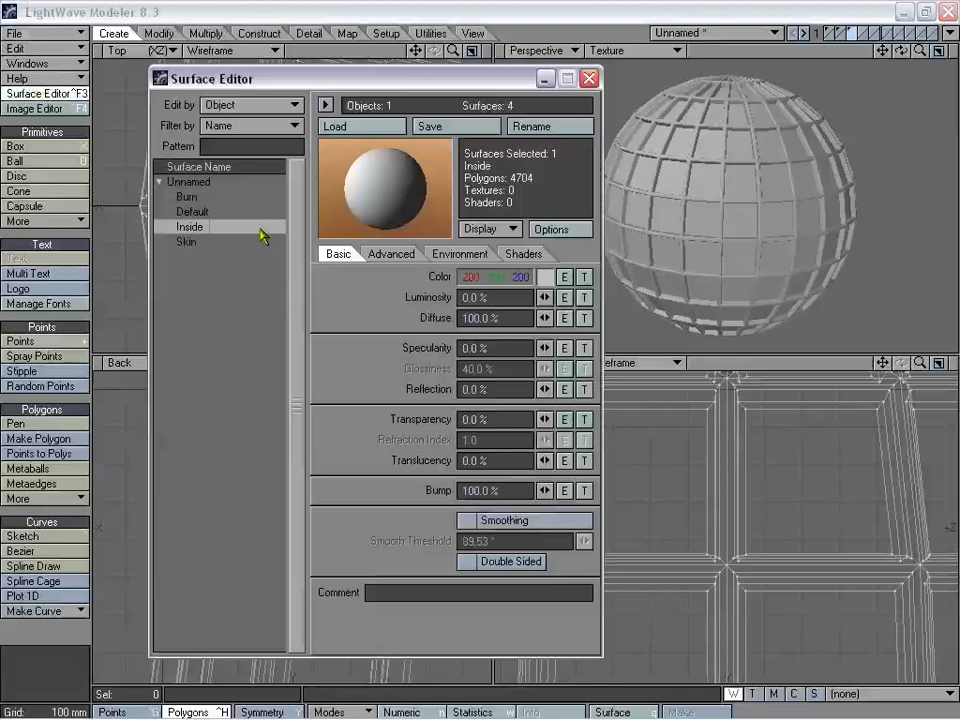 LightWave Modeler 8.3
File
Edit
Windows
Help
Surface Editor ^F3
Image Editor F4
Create Modify Multiply Construct Detail Map Setup Utilities View
Unnamed *
1
Top (XZ) Wireframe
Perspective Texture
Surface Editor
Edit by Object
Filter by Name
Pattern
Surface Name
Unnamed
Burn
Default
Inside
Skin
Objects: 1 Surfaces: 4
Load Save Rename
Surfaces Selected: 1
Inside
Polygons: 4704
Textures: 0
Shaders: 0
Display Options
Basic Advanced Environment Shaders
Color 200 200 200 E T
Luminosity 0.0 % E T
Diffuse 100.0 % E T
Specularity 0.0 % E T
Glossiness 40.0 % E T
Reflection 0.0 % E T
Transparency 0.0 % E T
Refraction Index 1.0 E T
Translucency 0.0 % E T
Bump 100.0 % E T
Smoothing
Smooth Threshold 89.53 °
Double Sided
Comment
Primitives
Box X
Ball O
Disc
Cone
Capsule
More
Text
Text
Multi Text
Logo
Manage Fonts
Points
Points +
Spray Points
Stipple
Random Points
Polygons
Pen
Make Polygon
Points to Polys
Metaballs
Metaedges
More
Curves
Sketch
Bezier
Spline Draw
Spline Cage
Plot 1D
Make Curve
Back
reframe
Sel: 0
W T M C S (none)
Grid: 100 mm
Points ^G Polygons ^H Symmetry Y Modes Numeric n Statistics w Info i Surface q Make